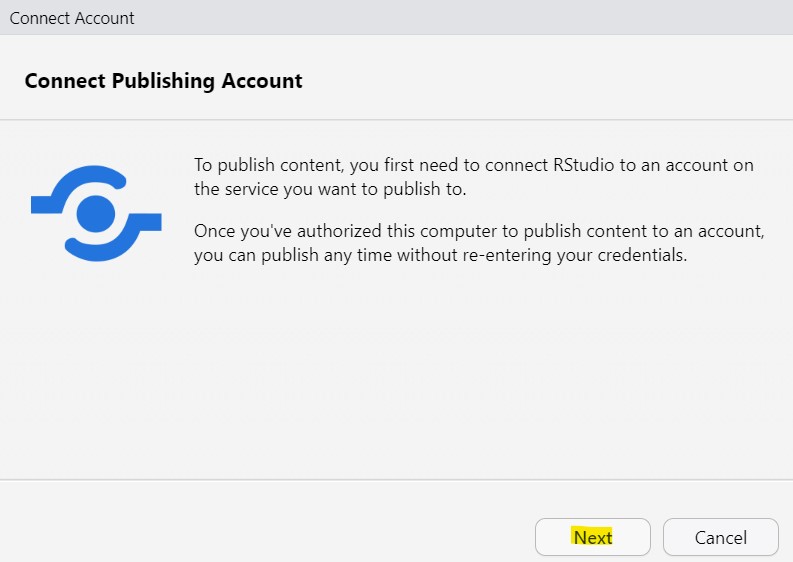 Connect Account
Connect Publishing Account
To publish content, you first need to connect RStudio to an account on
the service you want to publish to.
Once you've authorized this computer to publish content to an account,
you can publish any time without re-entering your credentials.
Next
Cancel